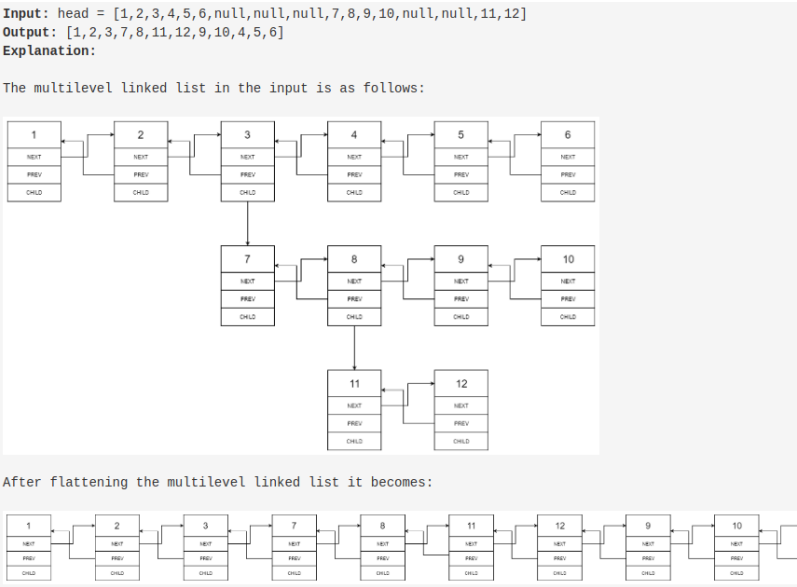 Input: head = [1,2,3,4,5,6,null,null,null,7,8,9,10,null,null,11,12]
Output: [1,2,3,7,8,11,12,9,10,4,5,6]
Explanation:
The multilevel linked list in the input is as follows:
1 2 3 4 5 6
NEXT NEXT NEXT NEXT NEXT NEXT
PREV PREV PREV PREV PREV PREV
CHILD CHILD CHILD CHILD CHILD CHILD
7 8 9 10
NEXT NEXT NEXT NEXT
PREV PREV PREV PREV
CHILD CHILD CHILD CHILD
11 12
NEXT NEXT
PREV PREV
CHILD CHILD
After flattening the multilevel linked list it becomes:
1 2 3 7 8 11 12 9 10
NEXT NEXT NEXT NEXT NEXT NEXT NEXT NEXT NEXT
PREV PREV PREV PREV PREV PREV PREV PREV PREV
CHILD CHILD CHILD CHILD CHILD CHILD CHILD CHILD CHILD